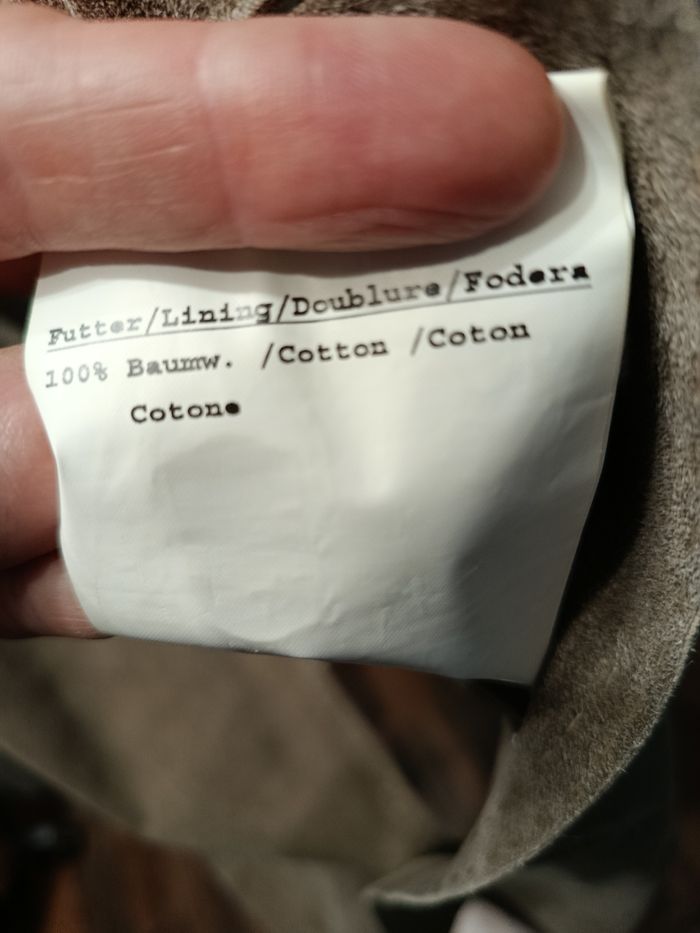 Futter/Lining/Doublure/Fodera
100% Baumw. /Cotton /Coton
Cotone